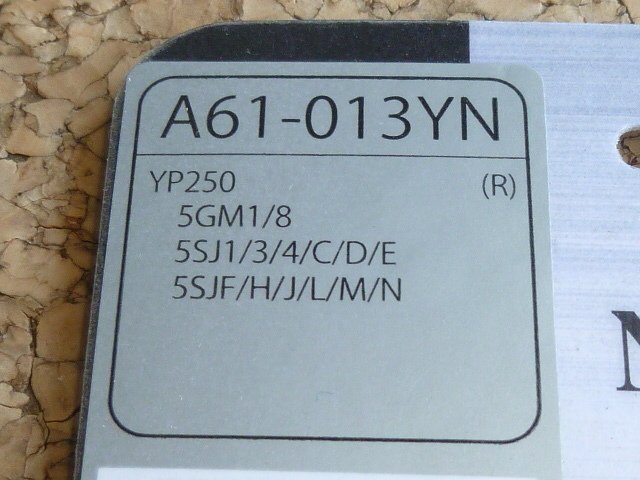 A61-013YN
YP250 (R)
5GM1/8
5SJ1/3/4/C/D/E
5SJF/H/J/L/M/N